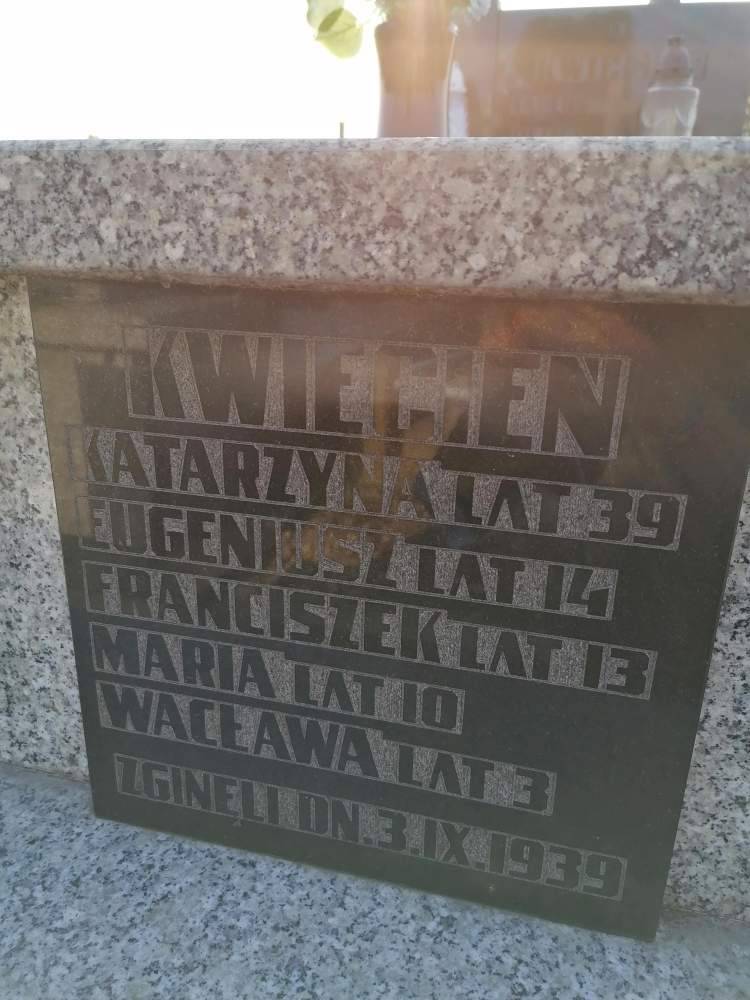 KWIECIEŃ
KATARZYNA LAT 39
EUGENIUSZ LAT 14
FRANCISZEK LAT 13
MARIA LAT 10
WACŁAWA LAT 3
ZGINĘLI DN.3.IX.1939